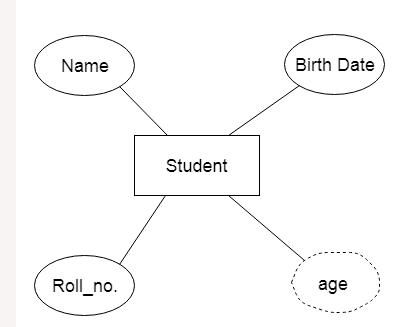 Name
Birth Date
Student
Roll_no.
age